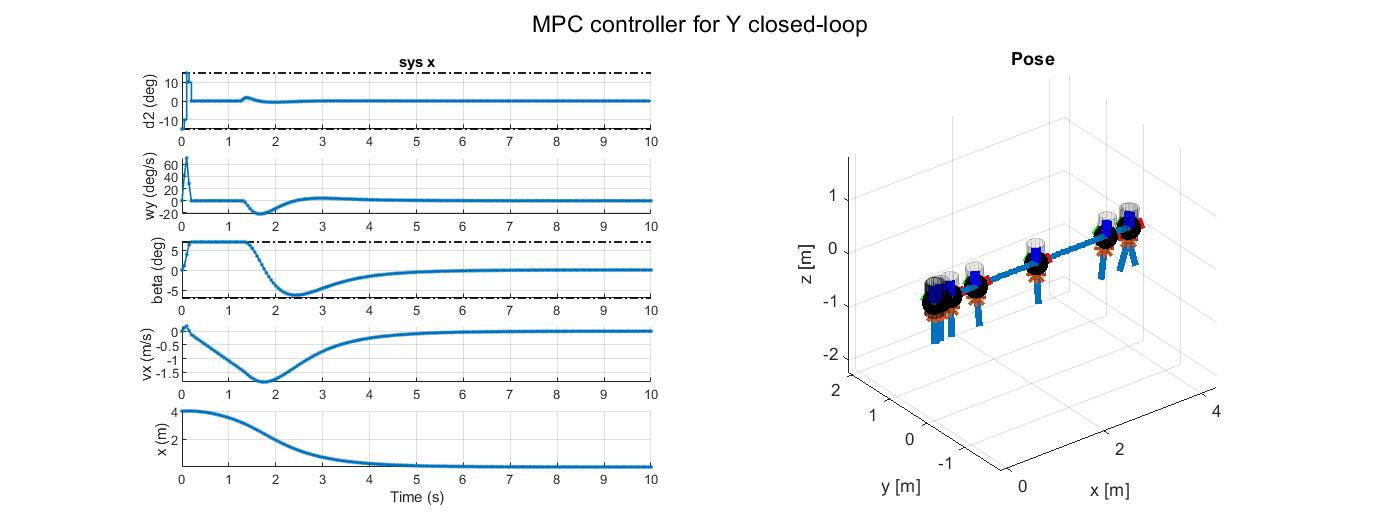 MPC controller for Y closed-loop
sys x
d2 (deg)
10
0
-10
0 1 2 3 4 5 6 7 8 9 10
wy (deg/s)
60
40
20
0
-20
0 1 2 3 4 5 6 7 8 9 10
beta (deg)
5
0
-5
0 1 2 3 4 5 6 7 8 9 10
vx (m/s)
0
-0.5
-1
-1.5
0 1 2 3 4 5 6 7 8 9 10
x (m)
4
2
0 1 2 3 4 5 6 7 8 9 10
Time (s)
Pose
z [m]
1
0
-1
-2
2
1
0
-1
y [m]
0
2
4
x [m]